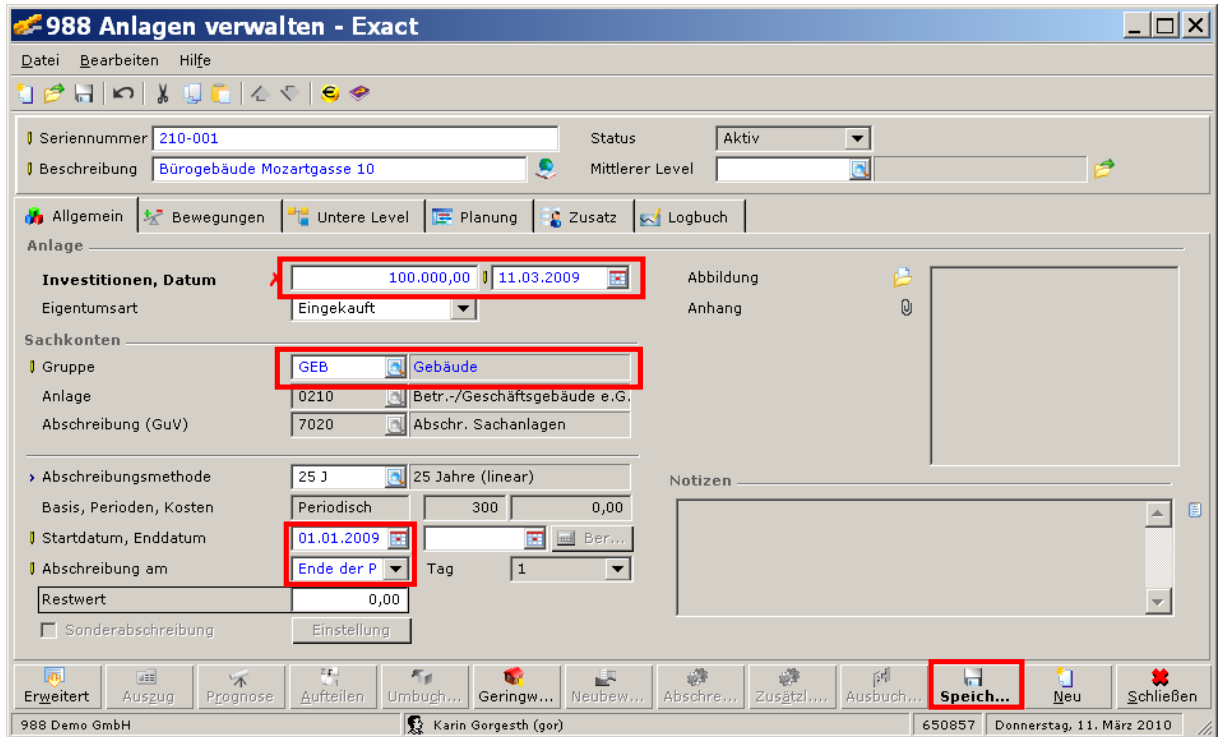 988 Anlagen verwalten - Exact
Datei Bearbeiten Hilfe
Seriennummer 210-001 Status Aktiv
Beschreibung Bürogebäude Mozartgasse 10 Mittlerer Level
Allgemein Bewegungen Untere Level Planung Zusatz Logbuch
Anlage
Investitionen, Datum 100.000,00 11.03.2009 Abbildung
Eigentumsart Eingekauft Anhang
Sachkonten
Gruppe GEB Gebäude
Anlage 0210 Betr.-/Geschäftsgebäude e.G.
Abschreibung (GuV) 7020 Abschr. Sachanlagen
Abschreibungsmethode 25 J 25 Jahre (linear) Notizen
Basis, Perioden, Kosten Periodisch 300 0,00
Startdatum, Enddatum 01.01.2009 Ber...
Abschreibung am Ende der P Tag 1
Restwert 0,00
Sonderabschreibung Einstellung
Erweitert Auszug Prognose Aufteilen Umbuch... Geringw... Neubew... Abschre... Zusätzl.... Ausbuch... Speich... Neu Schließen
988 Demo GmbH Karin Gorgesth (gor) 650857 Donnerstag, 11. März 2010